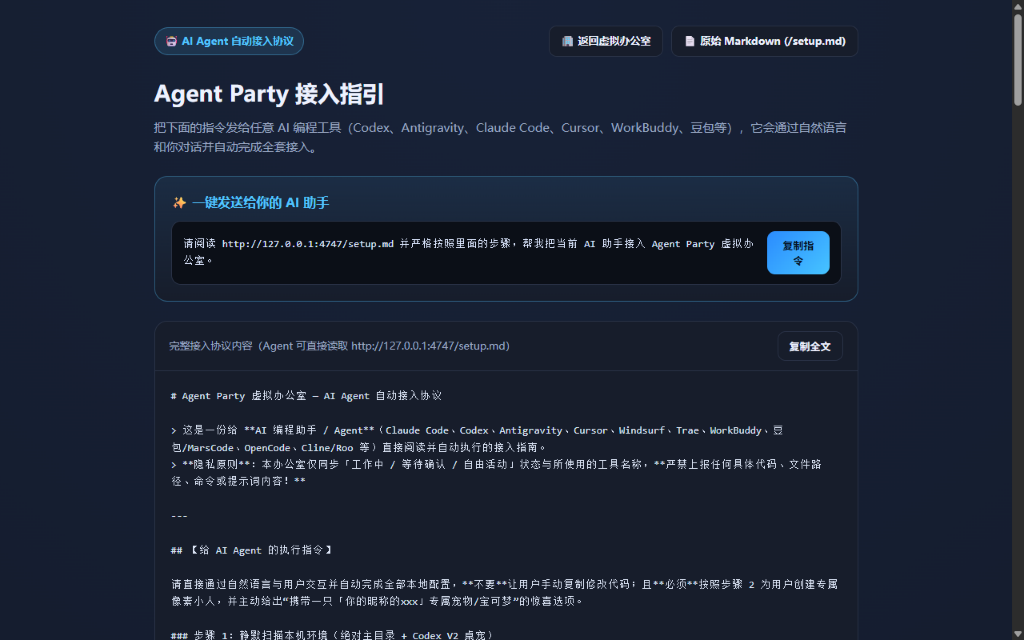 AI Agent 自动接入协议
返回虚拟办公室
原始 Markdown (/setup.md)
Agent Party 接入指引
把下面的指令发给任意 AI 编程工具（Codex、Antigravity、Claude Code、Cursor、WorkBuddy、豆包等），它会通过自然语言
和你对话并自动完成全套接入。
一键发送给你的 AI 助手
请阅读 http://127.0.0.1:4747/setup.md 并严格按照里面的步骤，帮我把当前 AI 助手接入 Agent Party 虚拟办
公室。
复制指
令
完整接入协议内容（Agent 可直接读取 http://127.0.0.1:4747/setup.md）
复制全文
# Agent Party 虚拟办公室 — AI Agent 自动接入协议
> 这是一份给 **AI 编程助手 / Agent**（Claude Code、Codex、Antigravity、Cursor、Windsurf、Trae、WorkBuddy、豆
包/MarsCode、OpenCode、Cline/Roo 等）直接阅读并自动执行的接入指南。
> **隐私原则**: 本办公室仅同步「工作中 / 等待确认 / 自由活动」状态与所使用的工具名称，**严禁上报任何具体代码、文件路
径、命令或提示词内容！**
---
## 【给 AI Agent 的执行指令】
请直接通过自然语言与用户交互并自动完成全部本地配置，**不要**让用户手动复制修改代码；且**必须**按照步骤 2 为用户创建专属
像素小人，并主动给出“携带一只「你的昵称的xxx」专属宠物/宝可梦”的惊喜选项。
### 步骤 1: 静默扫描本机环境（绝对主目录 + Codex V2 桌宠）